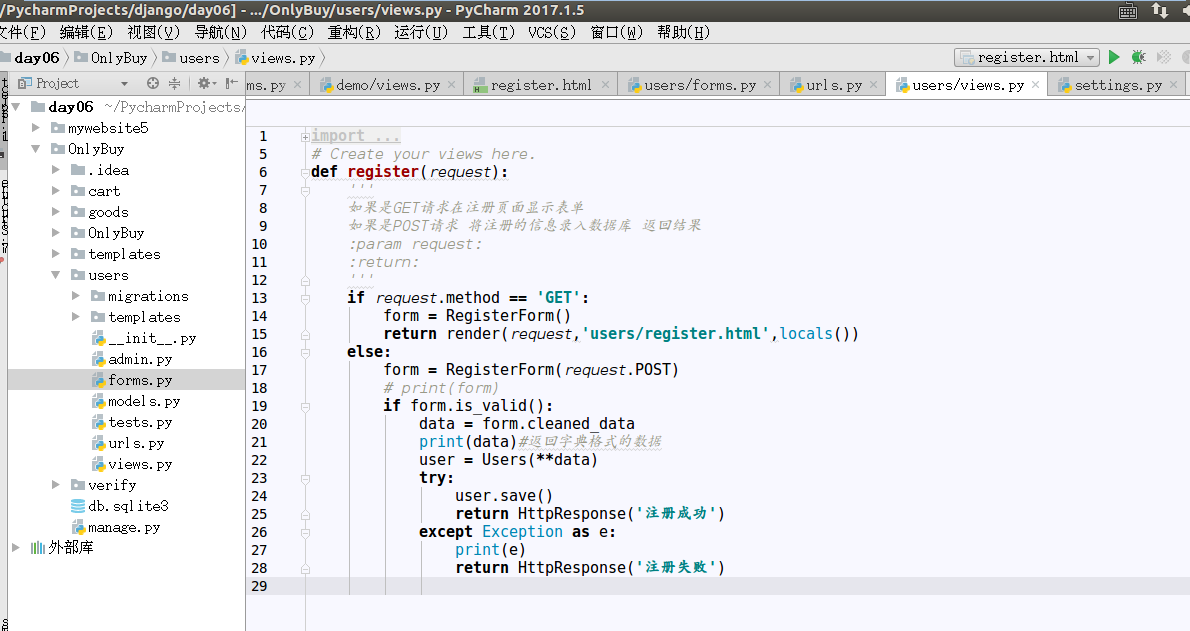 /PycharmProjects/django/day06] - .../OnlyBuy/users/views.py - PyCharm 2017.1.5
文件(F) 编辑(E) 视图(V) 导航(N) 代码(C) 重构(R) 运行(U) 工具(T) VCS(S) 窗口(W) 帮助(H)
day06 OnlyBuy users views.py register.html
Project ms.py demo/views.py register.html users/forms.py urls.py users/views.py settings.py
day06 ~/PycharmProjects/
mywebsite5
OnlyBuy
.idea
cart
goods
OnlyBuy
templates
users
migrations
templates
__init__.py
admin.py
forms.py
models.py
tests.py
urls.py
views.py
verify
db.sqlite3
manage.py
外部库
1 import ...
5 # Create your views here.
6 def register(request):
7 '''
8 如果是GET请求在注册页面显示表单
9 如果是POST请求 将注册的信息录入数据库 返回结果
10 :param request:
11 :return:
12 '''
13 if request.method == 'GET':
14 form = RegisterForm()
15 return render(request,'users/register.html',locals())
16 else:
17 form = RegisterForm(request.POST)
18 # print(form)
19 if form.is_valid():
20 data = form.cleaned_data
21 print(data)#返回字典格式的数据
22 user = Users(**data)
23 try:
24 user.save()
25 return HttpResponse('注册成功')
26 except Exception as e:
27 print(e)
28 return HttpResponse('注册失败')
29